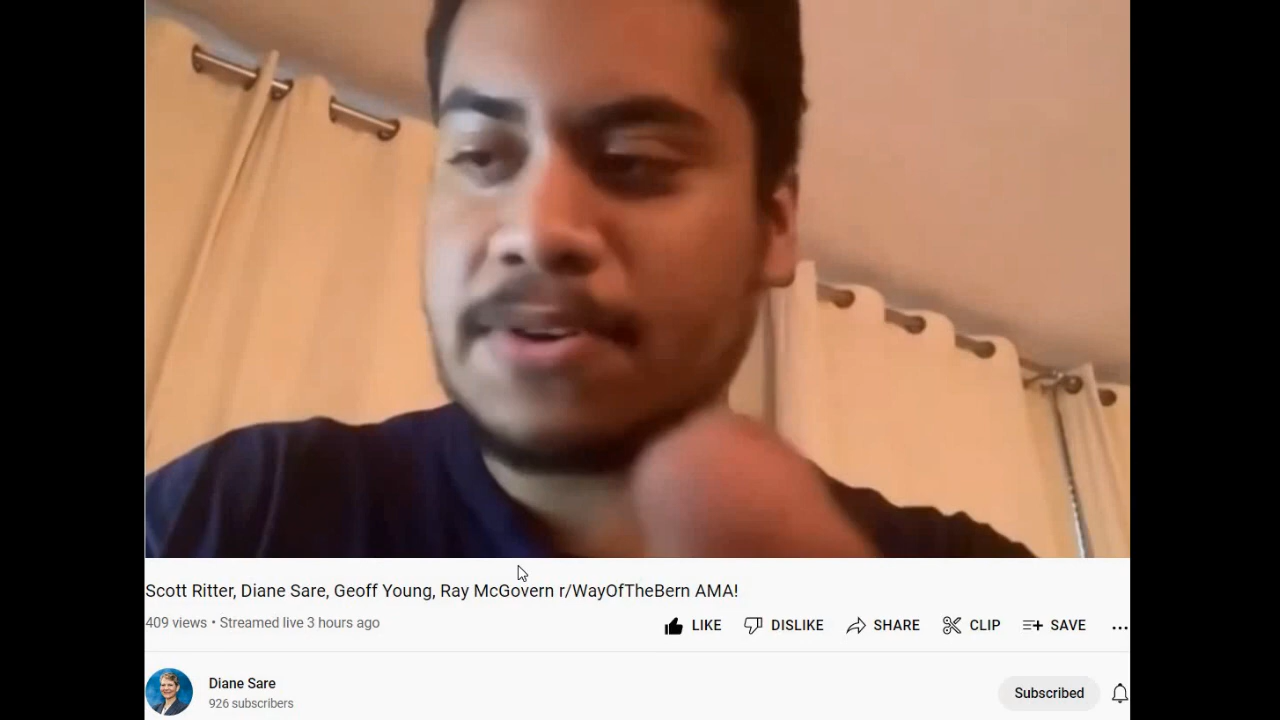 Scott Ritter, Diane Sare, Geoff Young, Ray McGovern r/WayOfTheBern AMA!
409 views • Streamed live 3 hours ago
LIKE DISLIKE SHARE CLIP SAVE ...
Diane Sare
926 subscribers
Subscribed